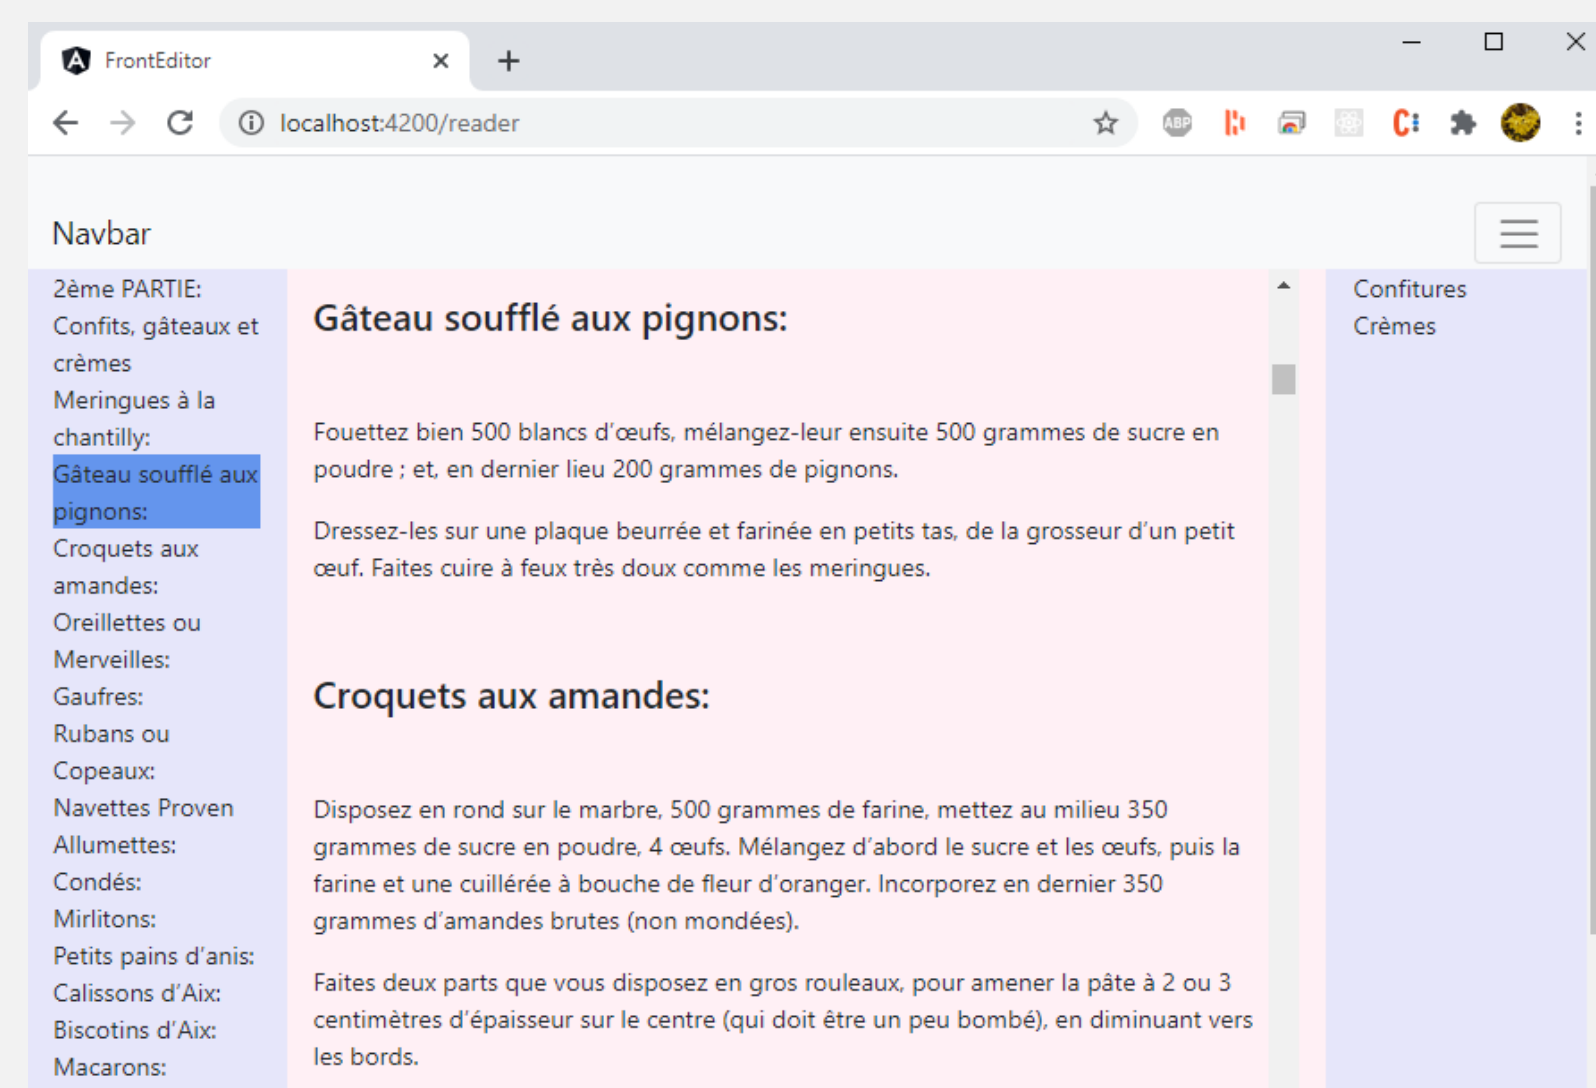 FrontEditor
localhost:4200/reader
ABP
Navbar
2ème PARTIE:
Confits, gâteaux et
crèmes
Meringues à la
chantilly:
Gâteau soufflé aux
pignons:
Croquets aux
amandes:
Oreillettes ou
Merveilles:
Gaufres:
Rubans ou
Copeaux:
Navettes Proven
Allumettes:
Condés:
Mirlitons:
Petits pains d’anis:
Calissons d’Aix:
Biscotins d’Aix:
Macarons:
Gâteau soufflé aux pignons:
Fouettez bien 500 blancs d’œufs, mélangez-leur ensuite 500 grammes de sucre en
poudre ; et, en dernier lieu 200 grammes de pignons.
Dressez-les sur une plaque beurrée et farinée en petits tas, de la grosseur d’un petit
œuf. Faites cuire à feux très doux comme les meringues.
Croquets aux amandes:
Disposez en rond sur le marbre, 500 grammes de farine, mettez au milieu 350
grammes de sucre en poudre, 4 œufs. Mélangez d’abord le sucre et les œufs, puis la
farine et une cuillérée à bouche de fleur d’oranger. Incorporez en dernier 350
grammes d’amandes brutes (non mondées).
Faites deux parts que vous disposez en gros rouleaux, pour amener la pâte à 2 ou 3
centimètres d’épaisseur sur le centre (qui doit être un peu bombé), en diminuant vers
les bords.
Confitures
Crèmes